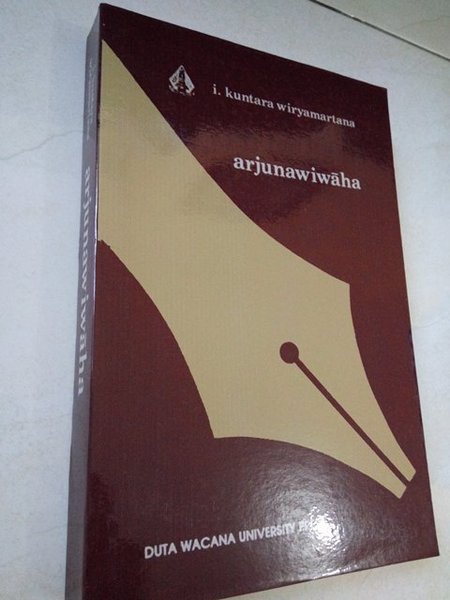 i. kuntara wiryamartana
arjunawiwāha
arjunawiwāha
DUTA WACANA UNIVERSITY